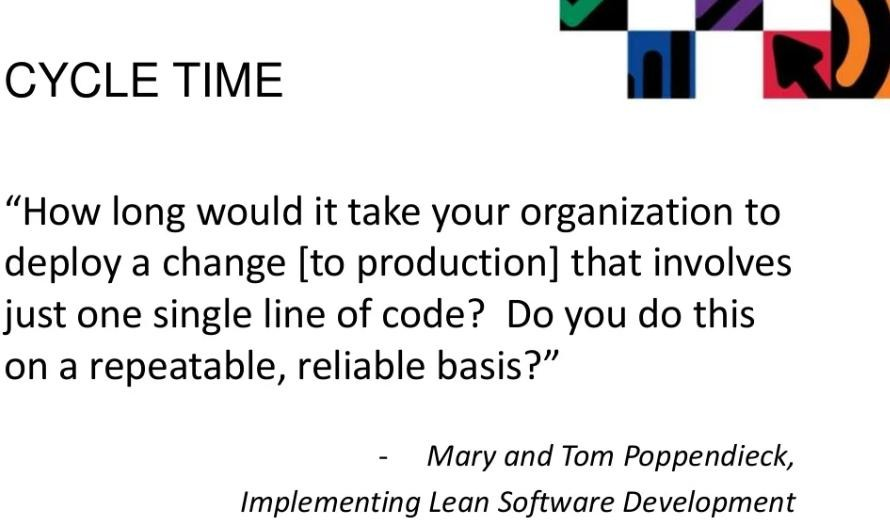 CYCLE TIME
“How long would it take your organization to
deploy a change [to production] that involves
just one single line of code?  Do you do this
on a repeatable, reliable basis?”
- Mary and Tom Poppendieck,
Implementing Lean Software Development